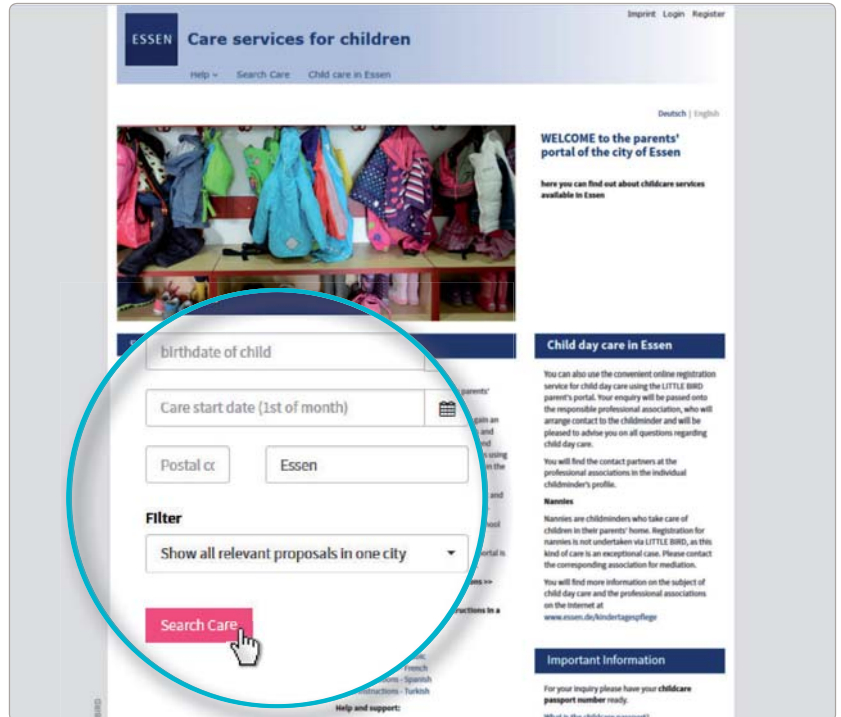 Imprint Login Register
ESSEN
Care services for children
Help Search Care Child care in Essen
Deutsch | English
WELCOME to the parents'
portal of the city of Essen
here you can find out about childcare services
available in Essen
birthdate of child
Care start date (1st of month)
Postal
Essen
Filter
Show all relevant proposals in one city
Search Care
parents'
gain an
and
using
in the
and
portal is
French
Spanish
Instructions - Turkish
Help and support:
Child day care in Essen
You can also use the convenient online registration
service for child day care using the LITTLE BIRD
parent's portal. Your enquiry will be passed onto
the responsible professional association, who will
arrange contact to the childminder and will be
pleased to advise you on all questions regarding
child day care.
You will find the contact partners at the
professional associations in the individual
childminder's profile.
Nannies
Nannies are childminders who take care of
children in their parents' home. Registration for
nannies is not undertaken via LITTLE BIRD, as this
kind of care is an exceptional case. Please contact
the corresponding association for mediation.
You will find more information on the subject of
child day care and the professional associations
on the Internet at
www.essen.de/kindertagespflege
Important Information
For your inquiry please have your childcare
passport number ready.
What is the childcare passport?